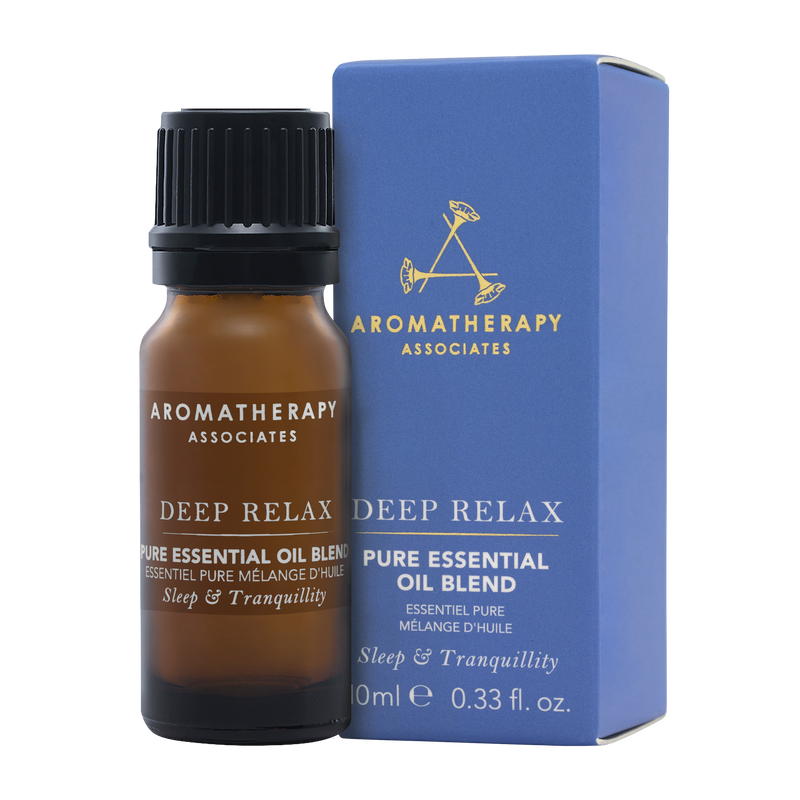 AROMATHERAPY
ASSOCIATES
DEEP RELAX
PURE ESSENTIAL OIL BLEND
ESSENTIEL PURE MÉLANGE D'HUILE
Sleep & Tranquillity
AROMATHERAPY
ASSOCIATES
DEEP RELAX
PURE ESSENTIAL
OIL BLEND
ESSENTIEL PURE
MÉLANGE D'HUILE
Sleep & Tranquillity
10ml ℮ 0.33 fl. oz.